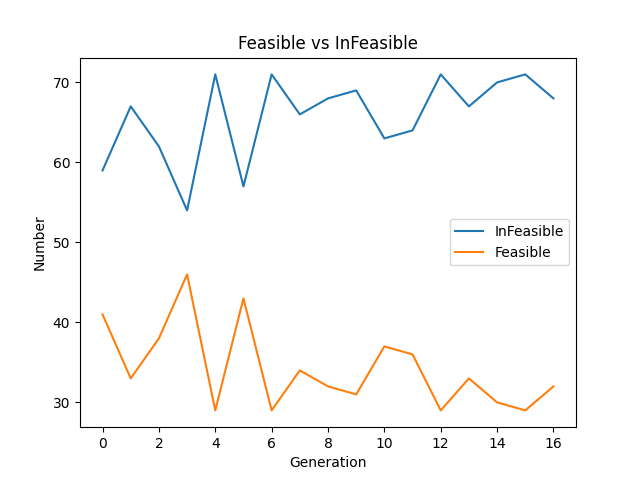 Feasible vs InFeasible
70
60
50
40
30
Number
InFeasible
Feasible
0 2 4 6 8 10 12 14 16
Generation